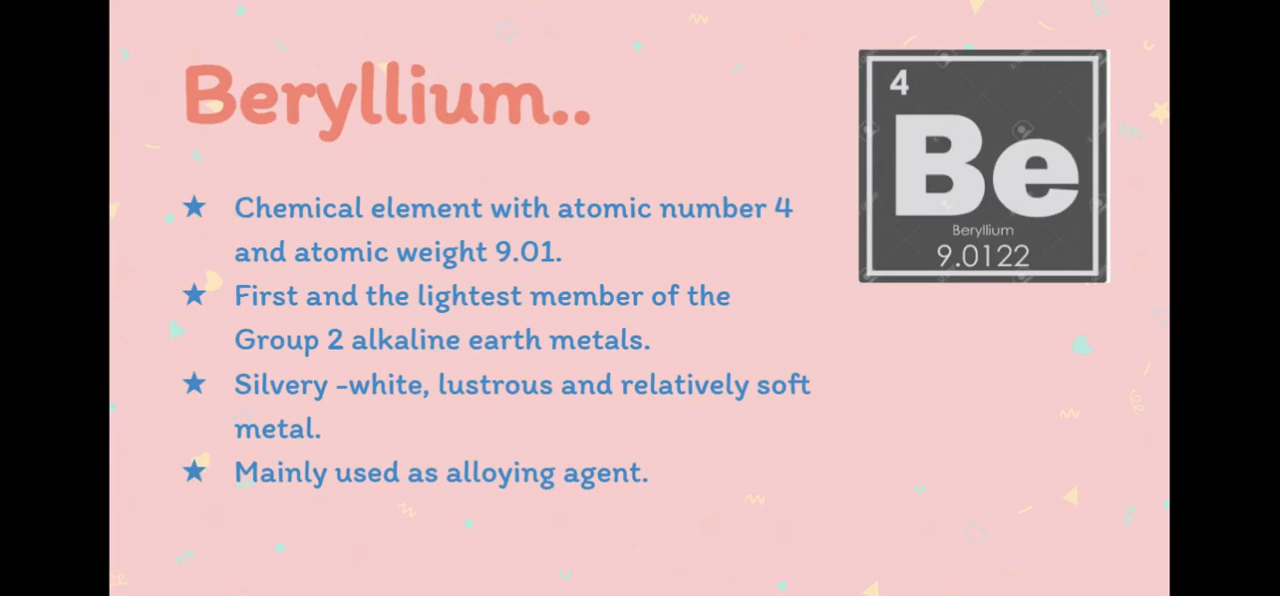 Beryllium..
★ Chemical element with atomic number 4
and atomic weight 9.01.
★ First and the lightest member of the
Group 2 alkaline earth metals.
★ Silvery -white, lustrous and relatively soft
metal.
★ Mainly used as alloying agent.
4
Be
Beryllium
9.0122